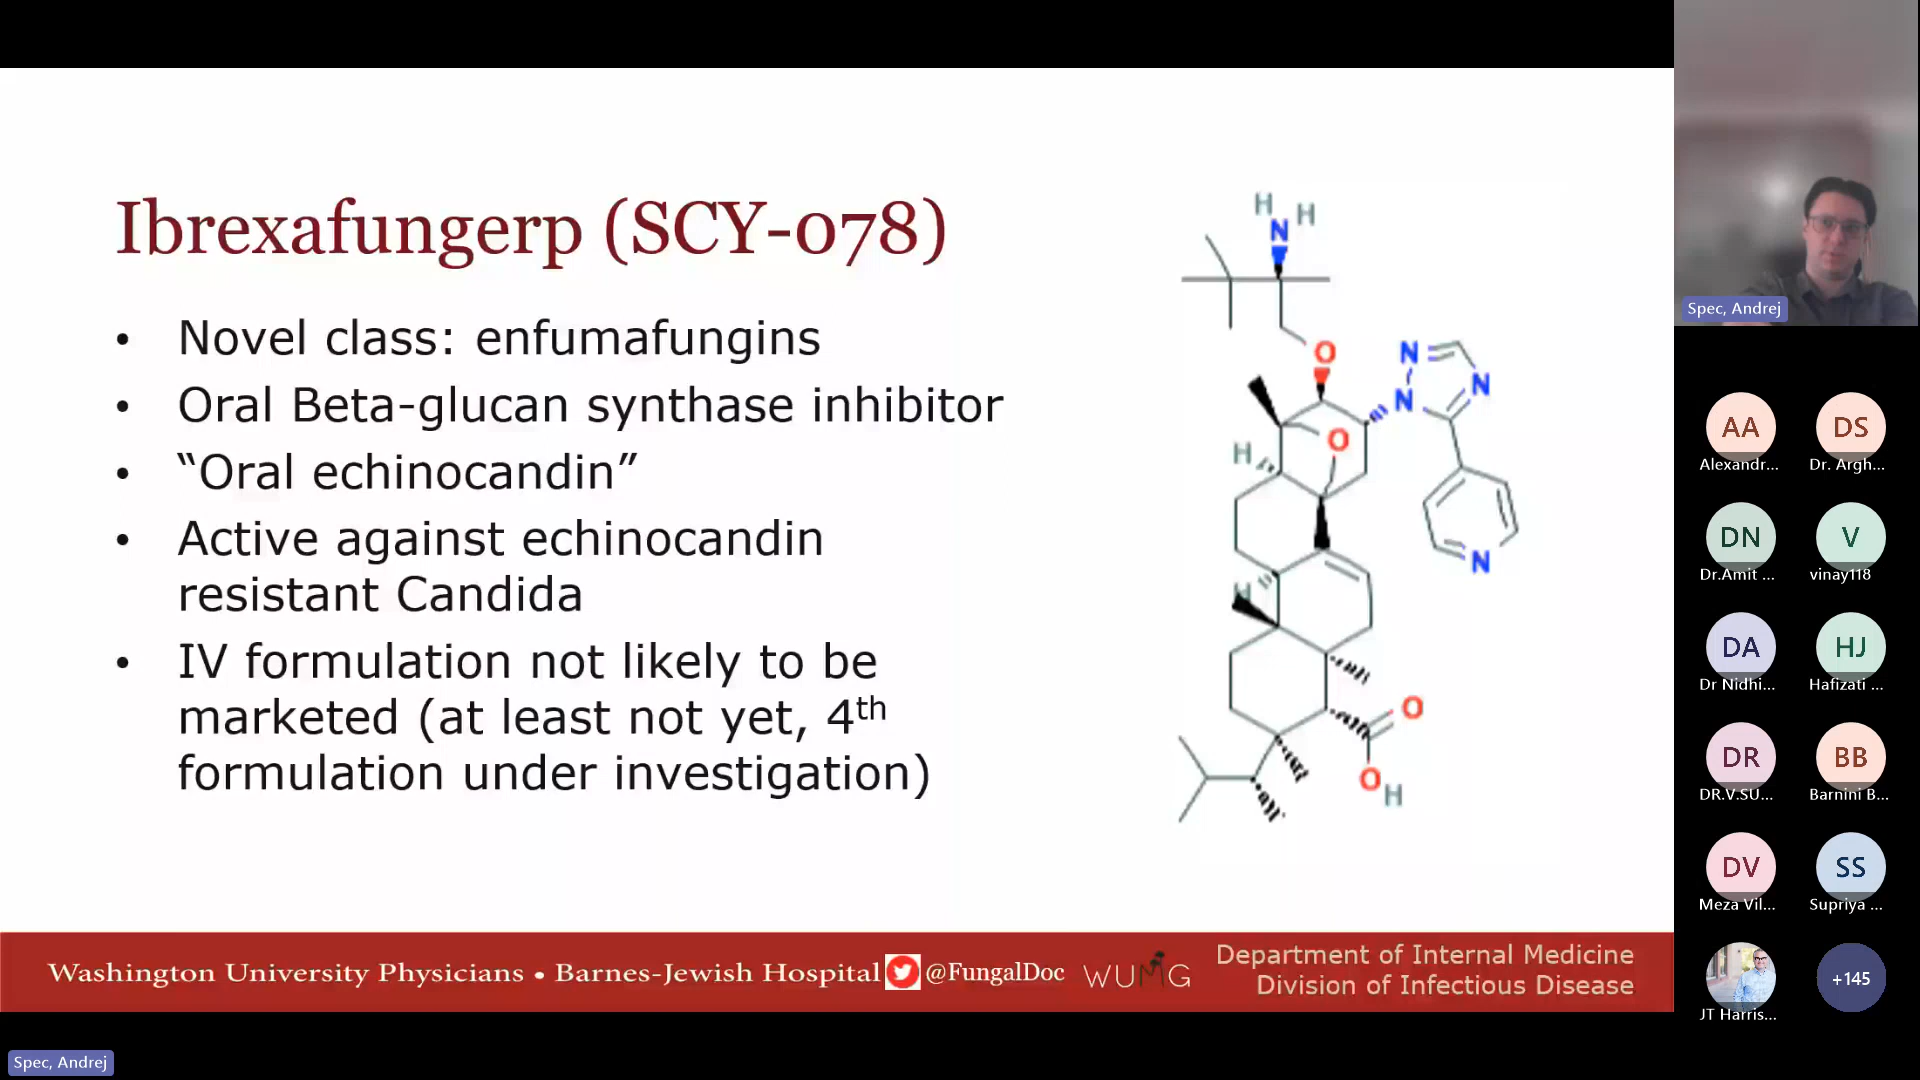 Ibrexafungerp (SCY-078)
• Novel class: enfumafungins
• Oral Beta-glucan synthase inhibitor
• “Oral echinocandin”
• Active against echinocandin
resistant Candida
• IV formulation not likely to be
marketed (at least not yet, 4th
formulation under investigation)
H
H
N
O
N
N
N
O
H
N
H
O
O
H
Washington University Physicians • Barnes-Jewish Hospital @FungalDoc WUMG
Department of Internal Medicine
Division of Infectious Disease
Spec, Andrej
Spec, Andrej
AA
DS
Alexandr...
Dr. Argh...
DN
V
Dr.Amit ...
vinay118
DA
HJ
Dr Nidhi...
Hafizati ...
DR
BB
DR.V.SU...
Barnini B...
DV
SS
Meza Vil...
Supriya ...
+145
JT Harris...